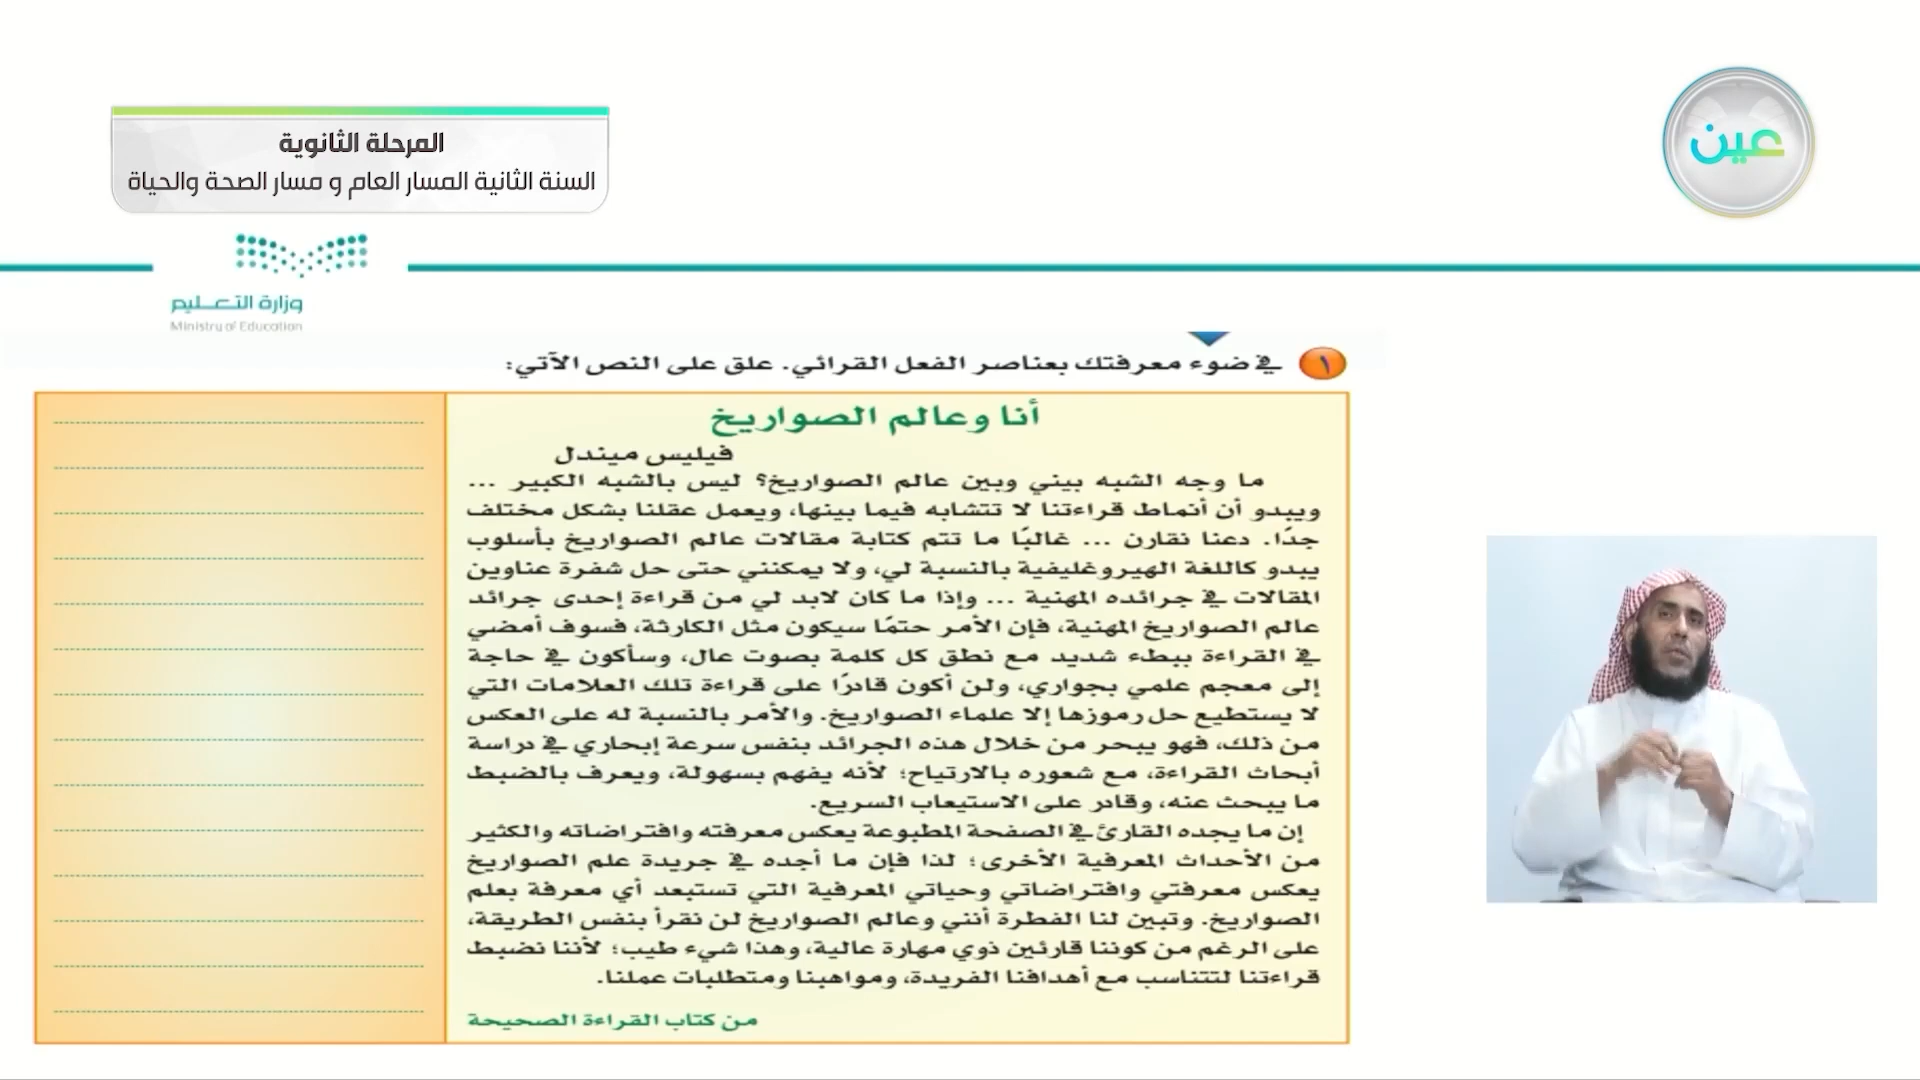 المرحلة الثانوية
السنة الثانية المسار العام و مسار الصحة والحياة
عين
وزارة التعليم
Ministry of Education
١ في ضوء معرفتك بعناصر الفعل القرائي. علق على النص الآتي:
أنا وعالم الصواريخ
فيليس ميندل
ما وجه الشبه بيني وبين عالم الصواريخ؟ ليس بالشبه الكبير ...
ويبدو أن أنماط قراءتنا لا تتشابه فيما بينها، ويعمل عقلنا بشكل مختلف
جدًا. دعنا نقارن ... غالبًا ما تتم كتابة مقالات عالم الصواريخ بأسلوب
يبدو كاللغة الهيروغليفية بالنسبة لي، ولا يمكنني حتى حل شفرة عناوين
المقالات في جرائده المهنية ... وإذا ما كان لابد لي من قراءة إحدى جرائد
عالم الصواريخ المهنية، فإن الأمر حتمًا سيكون مثل الكارثة، فسوف أمضي
في القراءة ببطء شديد مع نطق كل كلمة بصوت عال، وسأكون في حاجة
إلى معجم علمي بجواري، ولن أكون قادرًا على قراءة تلك العلامات التي
لا يستطيع حل رموزها إلا علماء الصواريخ. والأمر بالنسبة له على العكس
من ذلك، فهو يبحر من خلال هذه الجرائد بنفس سرعة إبحاري في دراسة
أبحاث القراءة، مع شعوره بالارتياح؛ لأنه يفهم بسهولة، ويعرف بالضبط
ما يبحث عنه، وقادر على الاستيعاب السريع.
إن ما يجده القارئ في الصفحة المطبوعة يعكس معرفته وافتراضاته والكثير
من الأحداث المعرفية الأخرى؛ لذا فإن ما أجده في جريدة علم الصواريخ
يعكس معرفتي وافتراضاتي وحياتي المعرفية التي تستبعد أي معرفة بعلم
الصواريخ. وتبين لنا الفطرة أنني وعالم الصواريخ لن نقرأ بنفس الطريقة،
على الرغم من كوننا قارئين ذوي مهارة عالية، وهذا شيء طيب؛ لأننا نضبط
قراءتنا لتتناسب مع أهدافنا الفريدة، ومواهبنا ومتطلبات عملنا.
من كتاب القراءة الصحيحة